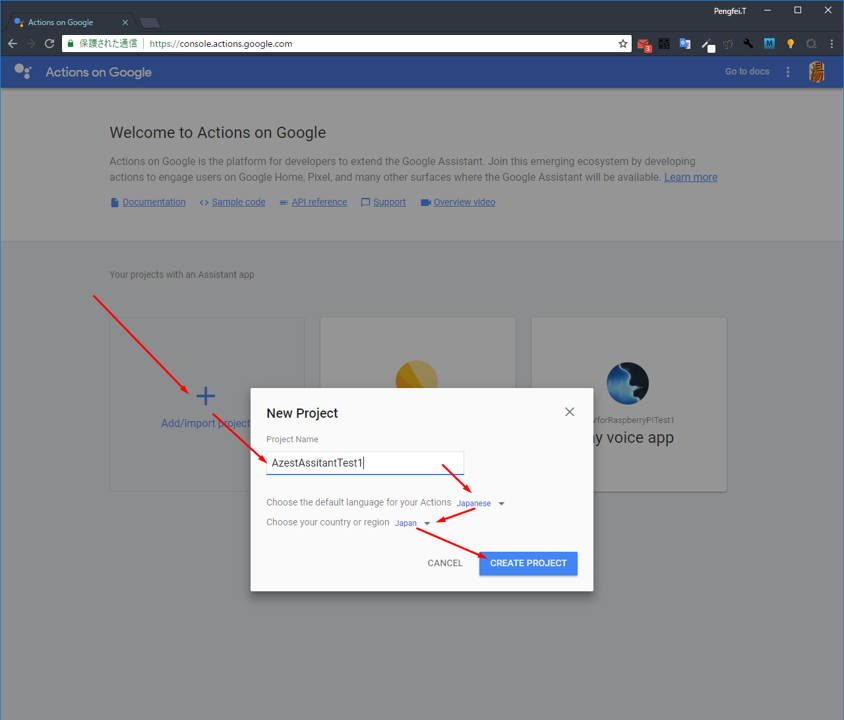 Pengfei.T
Actions on Google
保護された通信 https://console.actions.google.com
3
M
Actions on Google
Go to docs
Welcome to Actions on Google
Actions on Google is the platform for developers to extend the Google Assistant. Join this emerging ecosystem by developing
actions to engage users on Google Home, Pixel, and many other surfaces where the Google Assistant will be available. Learn more
Documentation <> Sample code API reference Support Overview video
Your projects with an Assistant app
Add/import project
forRaspberryPiTest1
y voice app
New Project
Project Name
AzestAssitantTest1
Choose the default language for your Actions Japanese
Choose your country or region Japan
CANCEL CREATE PROJECT